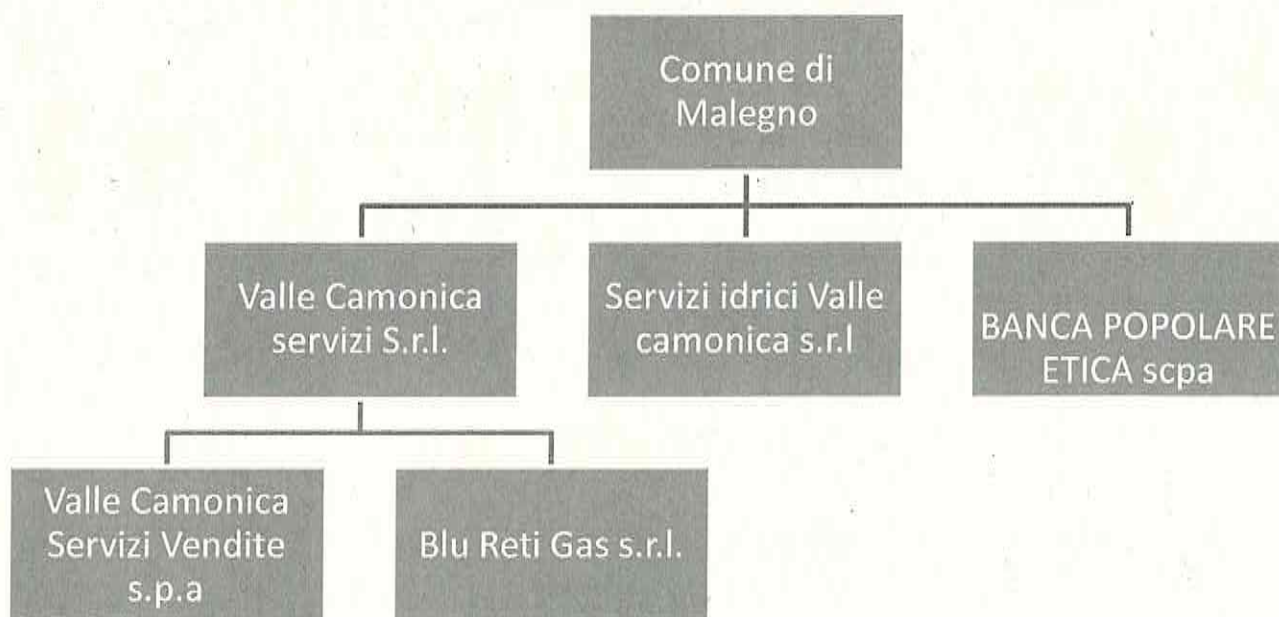 Comune di
Malegno
Valle Camonica
servizi S.r.l.
Servizi idrici Valle
camonica s.r.l
BANCA POPOLARE
ETICA scpa
Valle Camonica
Servizi Vendite
s.p.a
Blu Reti Gas s.r.l.